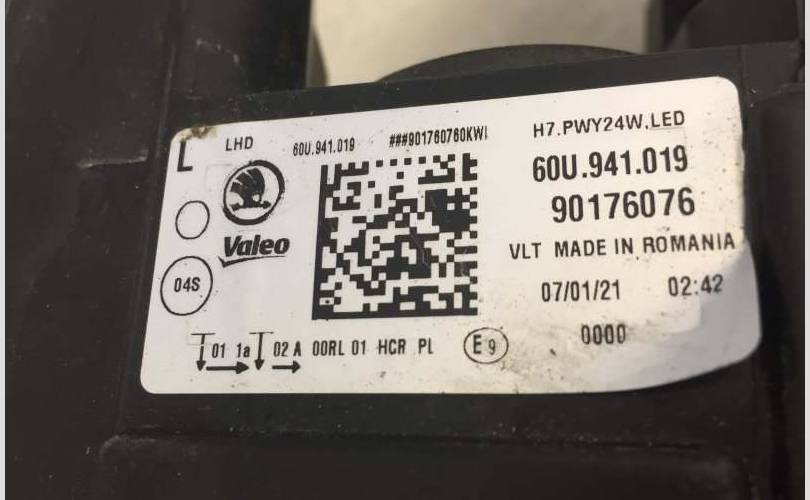 L LHD 60U.941.019 ###901760760KWI H7.PWY24W.LED
60U.941.019
90176076
Valeo
VLT MADE IN ROMANIA
04S
07/01/21 02:42
0000
01 1a 02 A 00RL 01 HCR PL E9